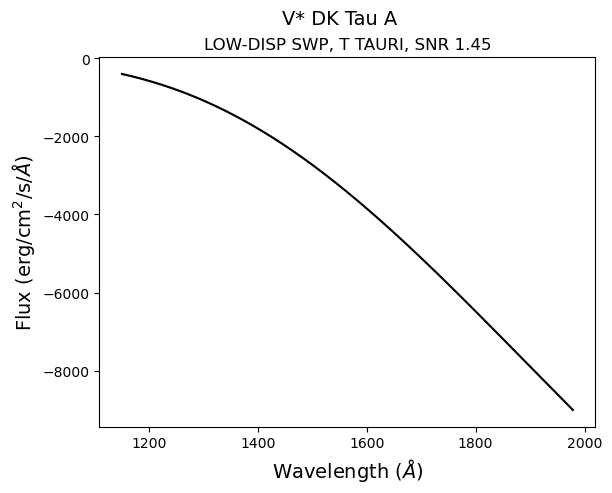 V* DK Tau A
LOW-DISP SWP, T TAURI, SNR 1.45
Flux (erg/cm²/s/Å)
0
−2000
−4000
−6000
−8000
1200 1400 1600 1800 2000
Wavelength (Å)